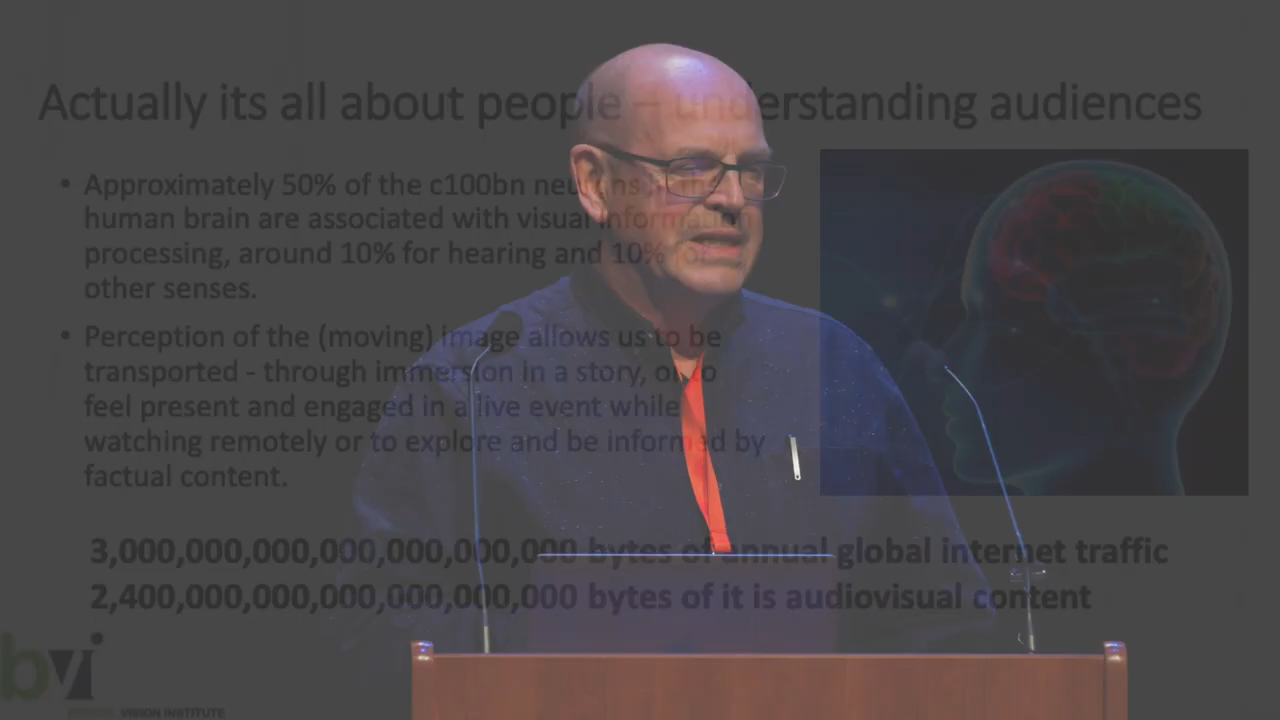 Actually its all about people – understanding audiences
• Approximately 50% of the c100bn neurons
human brain are associated with visual information
processing, around 10% for hearing and 10%
other senses.
• Perception of the (moving) image allows us to be
transported - through immersion in a story, or to
feel present and engaged in a live event while
watching remotely or to explore and be informed by
factual content.
3,000,000,000,000,000,000,000 bytes of annual global internet traffic
2,400,000,000,000,000,000,000 bytes of it is audiovisual content
bvi
VISION INSTITUTE